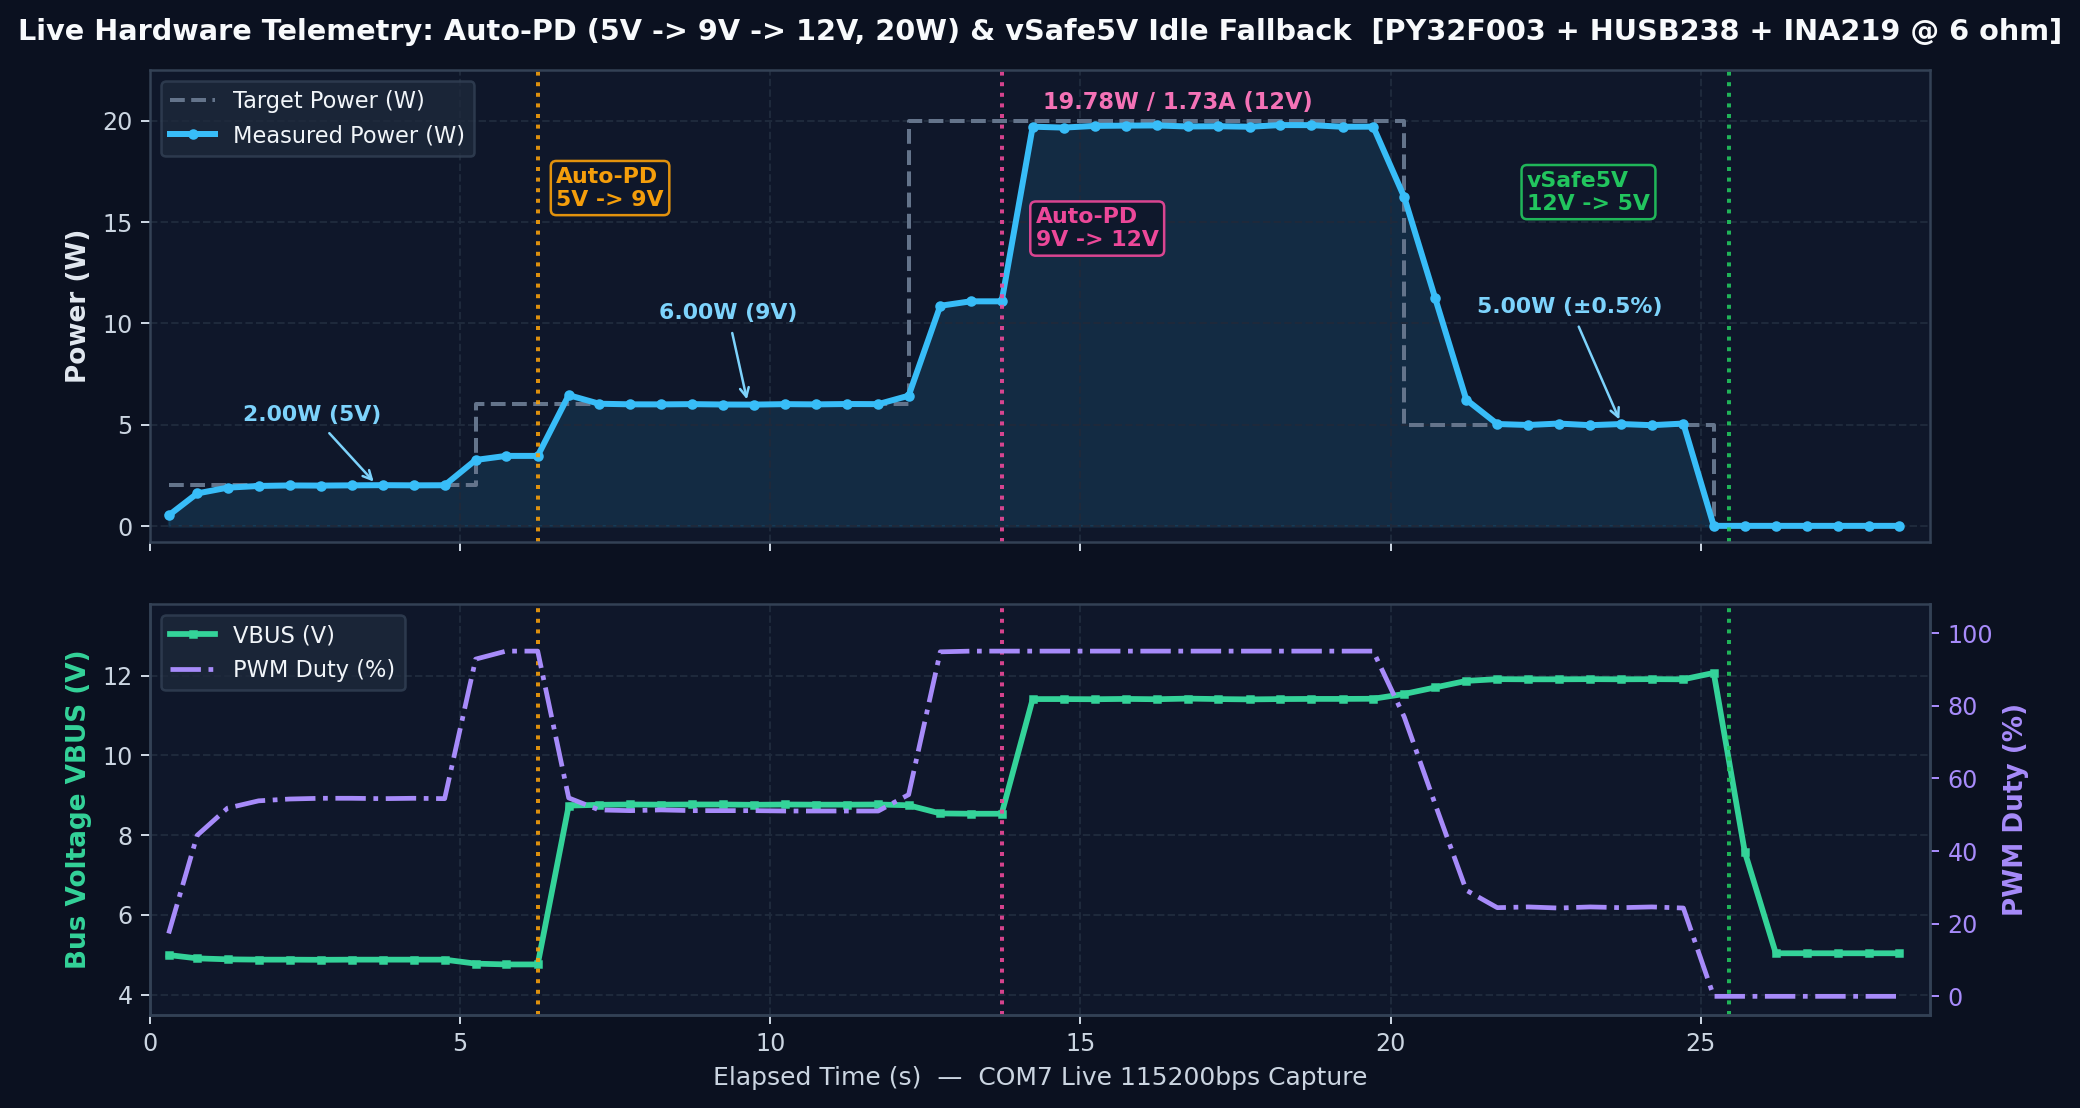 Live Hardware Telemetry: Auto-PD (5V -> 9V -> 12V, 20W) & vSafe5V Idle Fallback  [PY32F003 + HUSB238 + INA219 @ 6 ohm]
Target Power (W)
Measured Power (W)
Power (W)
20
15
10
5
0
19.78W / 1.73A (12V)
Auto-PD
5V -> 9V
vSafe5V
12V -> 5V
Auto-PD
9V -> 12V
6.00W (9V)
5.00W (±0.5%)
2.00W (5V)
VBUS (V)
PWM Duty (%)
Bus Voltage VBUS (V)
12
10
8
6
4
PWM Duty (%)
100
80
60
40
20
0
0
5
10
15
20
25
Elapsed Time (s)  —  COM7 Live 115200bps Capture